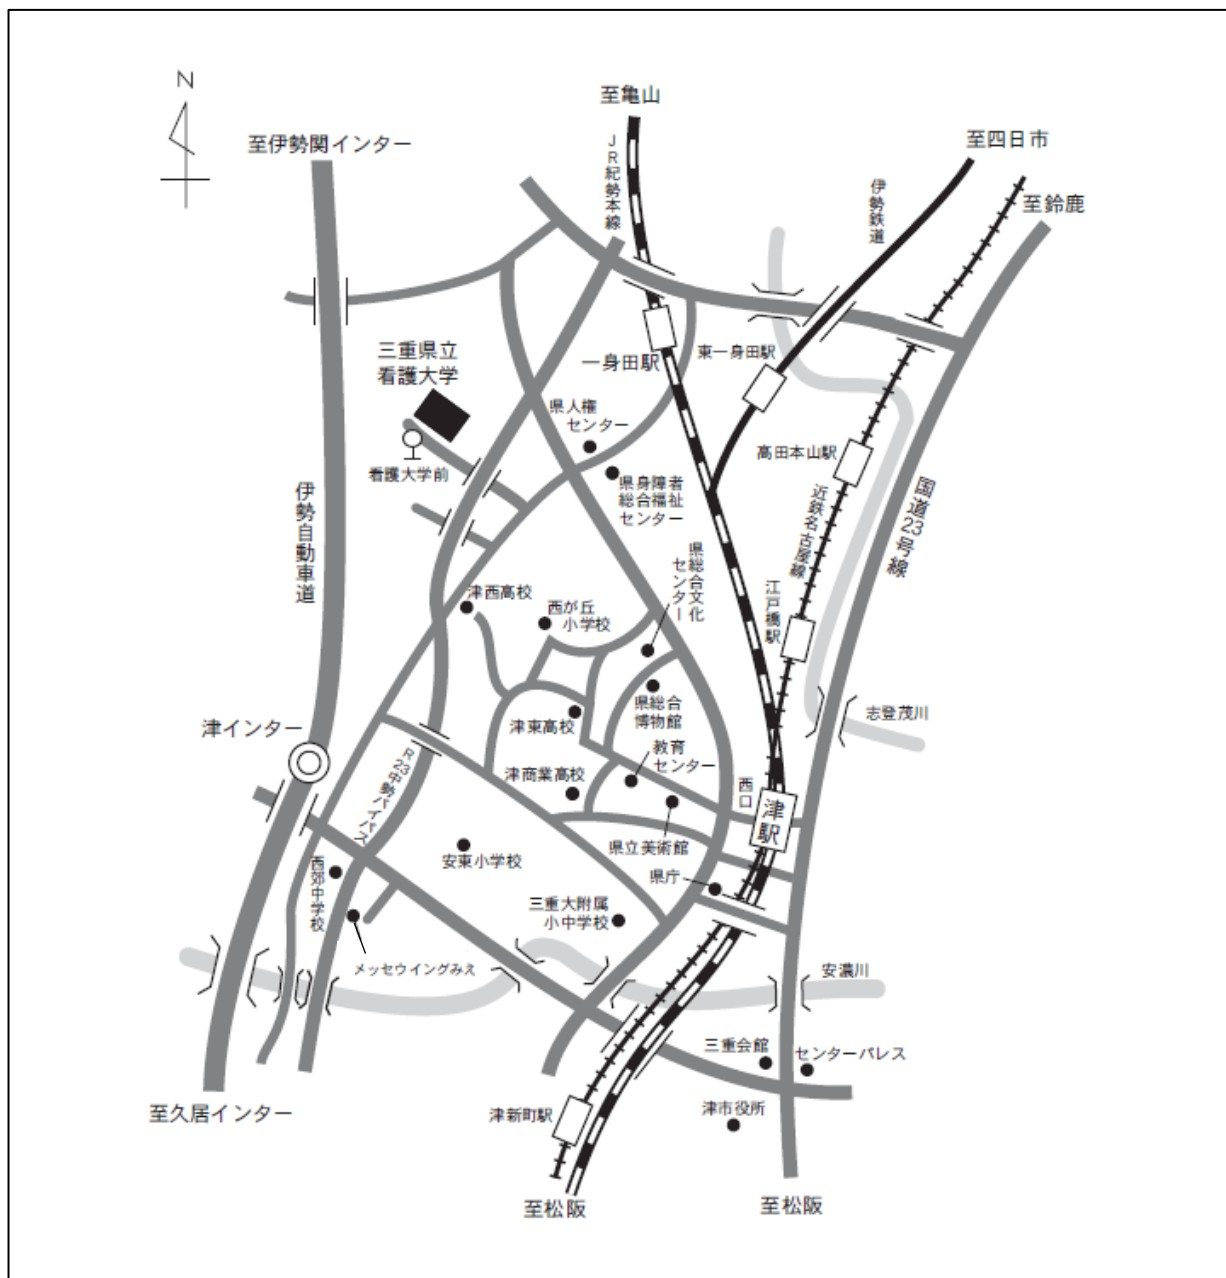 N
至亀山
至伊勢関インター
JR紀勢本線
至四日市
伊勢鉄道
至鈴鹿
三重県立
看護大学
一身田駅
東一身田駅
県人権
センター
看護大学前
県身障者
総合福祉
センター
高田本山駅
近鉄名古屋線
国道23号線
伊勢自動車道
県総合文化
センター
江戸橋駅
津西高校
西が丘
小学校
県総合
博物館
津東高校
志登茂川
津インター
教育
センター
R23中勢バイパス
津商業高校
西口
津駅
県立美術館
安東小学校
西郊中学校
県庁
三重大附属
小中学校
メッセウイングみえ
安濃川
三重会館
センターパレス
津新町駅
津市役所
至久居インター
至松阪
至松阪